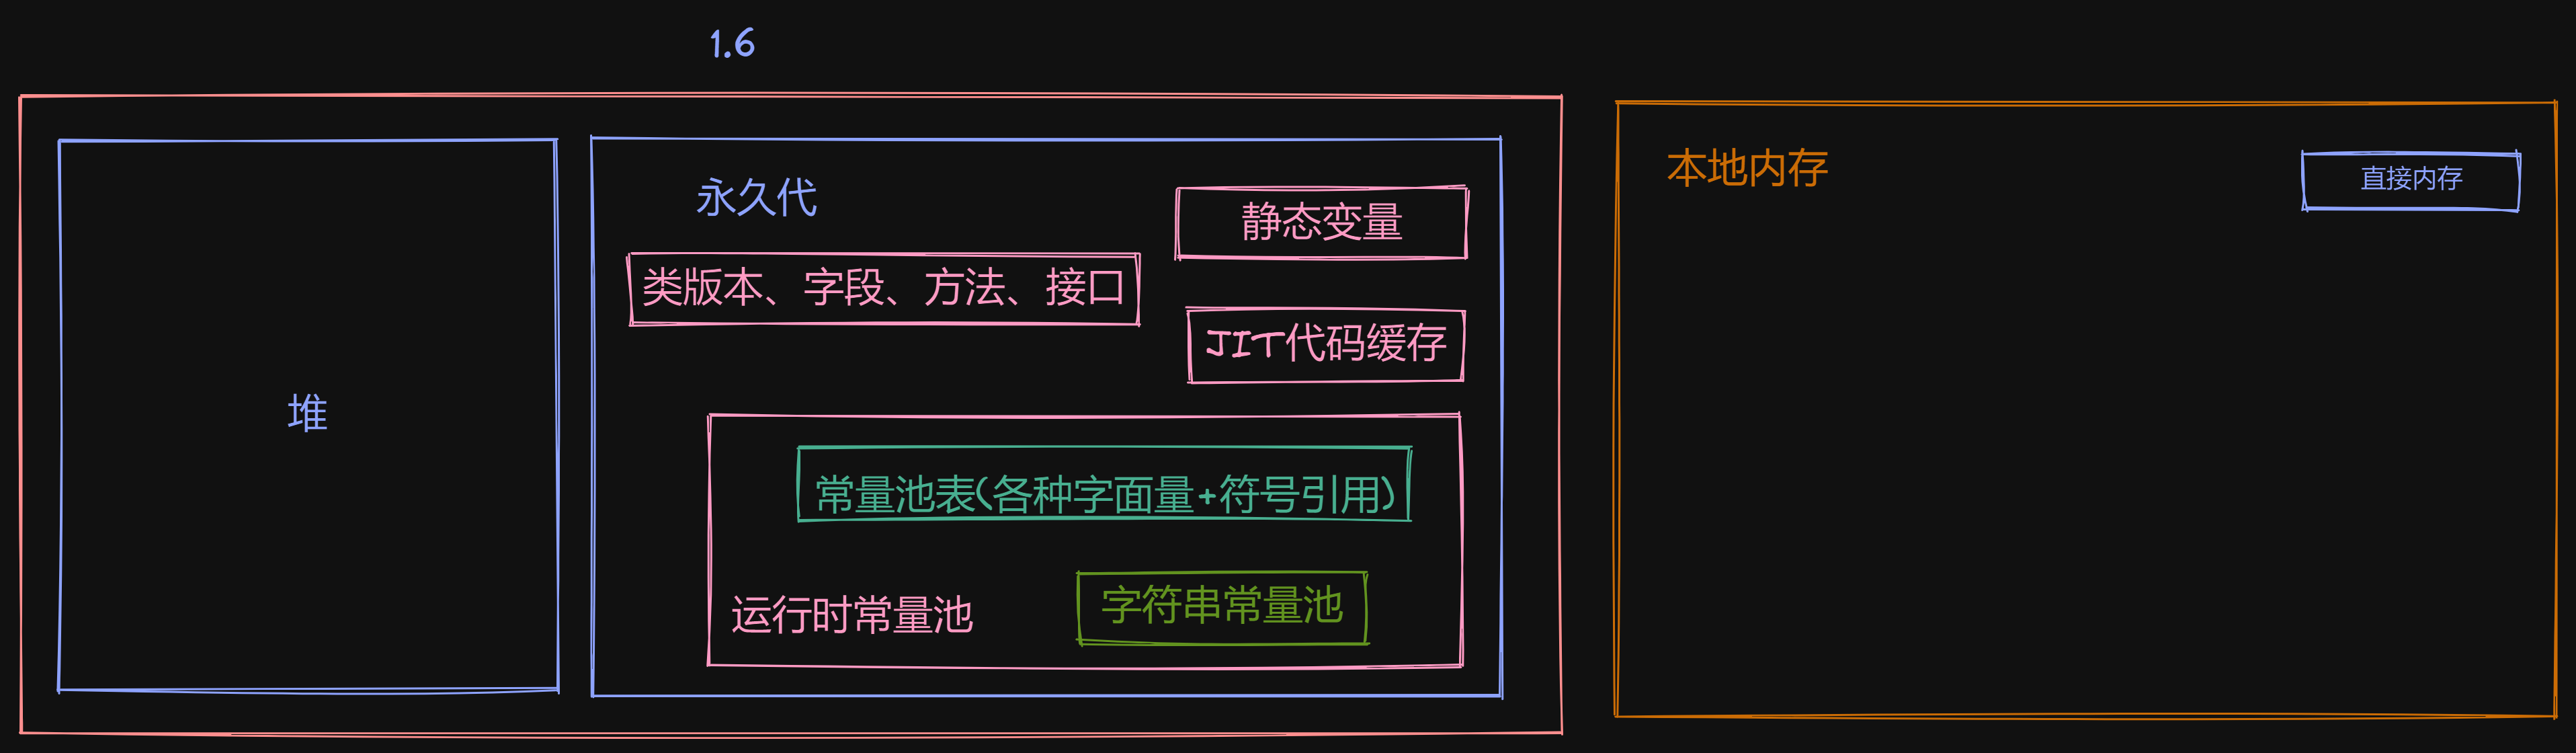 1.6
堆
永久代
静态变量
类版本、字段、方法、接口
JIT代码缓存
常量池表(各种字面量+符号引用)
运行时常量池
字符串常量池
本地内存
直接内存